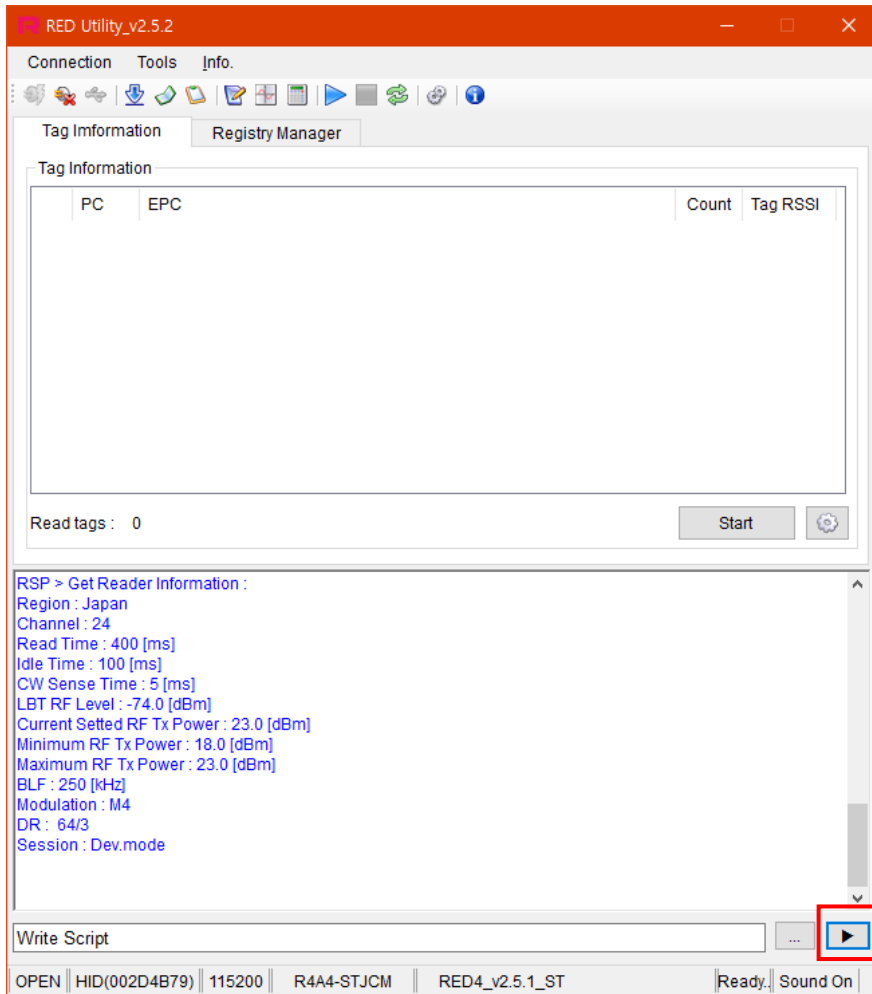 RED Utility_v2.5.2
Connection Tools Info.
Tag Imformation Registry Manager
Tag Information
PC EPC Count Tag RSSI
Read tags : 0 Start
RSP > Get Reader Information :
Region : Japan
Channel : 24
Read Time : 400 [ms]
Idle Time : 100 [ms]
CW Sense Time : 5 [ms]
LBT RF Level : -74.0 [dBm]
Current Setted RF Tx Power : 23.0 [dBm]
Minimum RF Tx Power : 18.0 [dBm]
Maximum RF Tx Power : 23.0 [dBm]
BLF : 250 [kHz]
Modulation : M4
DR : 64/3
Session : Dev.mode
Write Script ...
OPEN HID(002D4B79) 115200 R4A4-STJCM RED4_v2.5.1_ST Ready.. Sound On